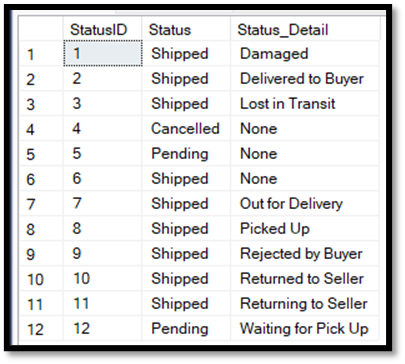 StatusID Status Status_Detail
1 1 Shipped Damaged
2 2 Shipped Delivered to Buyer
3 3 Shipped Lost in Transit
4 4 Cancelled None
5 5 Pending None
6 6 Shipped None
7 7 Shipped Out for Delivery
8 8 Shipped Picked Up
9 9 Shipped Rejected by Buyer
10 10 Shipped Returned to Seller
11 11 Shipped Returning to Seller
12 12 Pending Waiting for Pick Up